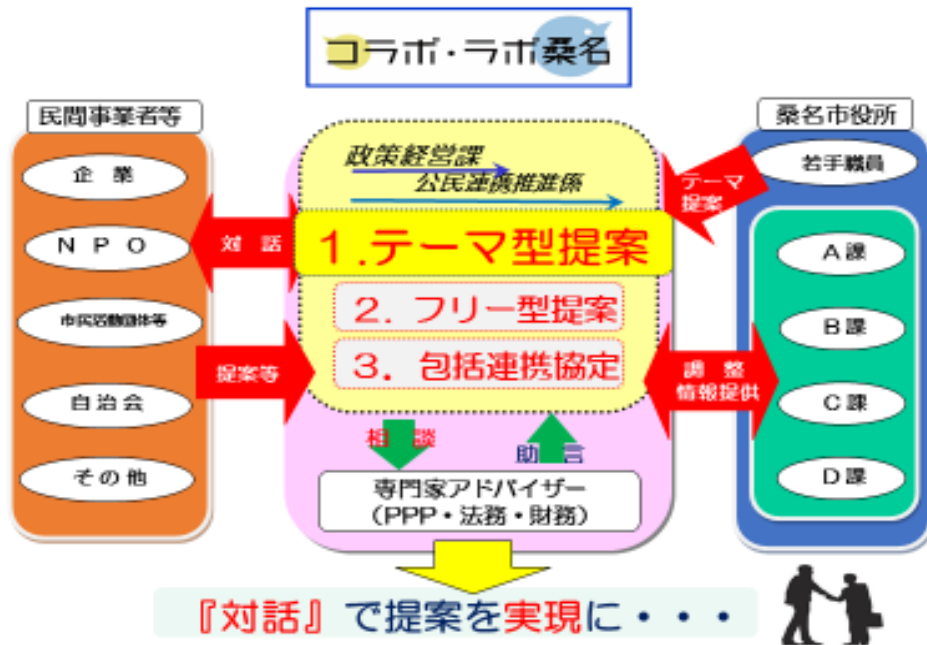 コラボ・ラボ桑名
民間事業者等
企業
NPO
市民活動団体等
自治会
その他
対話
提案等
政策経営課
公民連携推進係
1.テーマ型提案
2. フリー型提案
3. 包括連携協定
相談
助言
専門家アドバイザー
(PPP・法務・財務)
桑名市役所
若手職員
テーマ
提案
A課
B課
C課
D課
調整
情報提供
『対話』で提案を実現に・・・